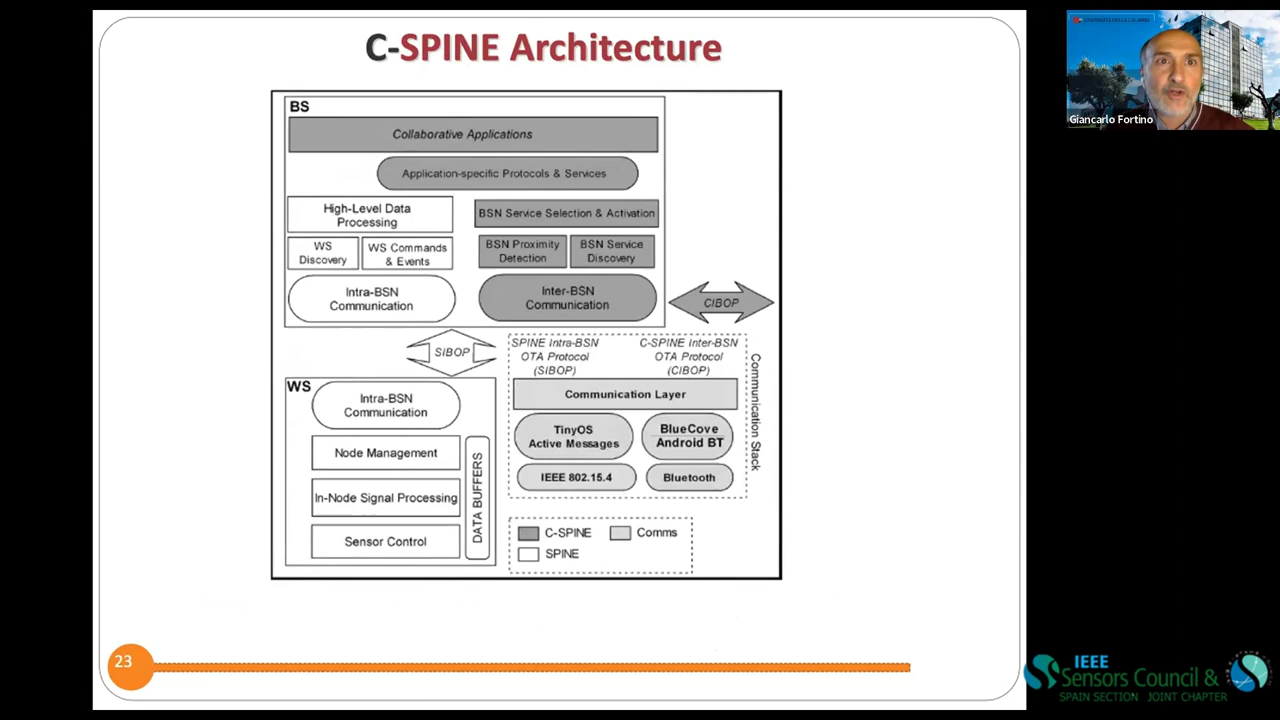 C-SPINE Architecture
BS
Collaborative Applications
Application-specific Protocols & Services
High-Level Data
Processing
BSN Service Selection & Activation
WS
Discovery
WS Commands
& Events
BSN Proximity
Detection
BSN Service
Discovery
Intra-BSN
Communication
Inter-BSN
Communication
CIBOP
SIBOP
SPINE Intra-BSN
OTA Protocol
(SIBOP)
C-SPINE Inter-BSN
OTA Protocol
(CIBOP)
Communication Stack
WS
Intra-BSN
Communication
Communication Layer
TinyOS
Active Messages
BlueCove
Android BT
IEEE 802.15.4
Bluetooth
Node Management
In-Node Signal Processing
Sensor Control
DATA BUFFERS
C-SPINE
Comms
SPINE
23
Giancarlo Fortino
IEEE
Sensors Council &
SPAIN SECTION JOINT CHAPTER